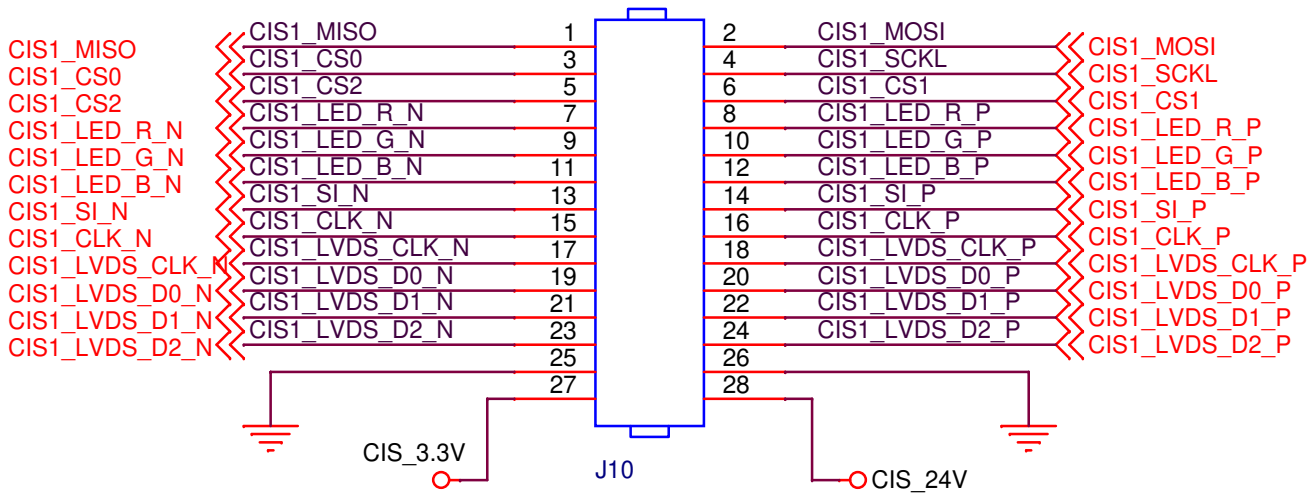 CIS1_MISO CIS1_MISO 1 2 CIS1_MOSI CIS1_MOSI
CIS1_CS0 CIS1_CS0 3 4 CIS1_SCKL CIS1_SCKL
CIS1_CS2 CIS1_CS2 5 6 CIS1_CS1 CIS1_CS1
CIS1_LED_R_N CIS1_LED_R_N 7 8 CIS1_LED_R_P CIS1_LED_R_P
CIS1_LED_G_N CIS1_LED_G_N 9 10 CIS1_LED_G_P CIS1_LED_G_P
CIS1_LED_B_N CIS1_LED_B_N 11 12 CIS1_LED_B_P CIS1_LED_B_P
CIS1_SI_N CIS1_SI_N 13 14 CIS1_SI_P CIS1_SI_P
CIS1_CLK_N CIS1_CLK_N 15 16 CIS1_CLK_P CIS1_CLK_P
CIS1_LVDS_CLK_N CIS1_LVDS_CLK_N 17 18 CIS1_LVDS_CLK_P CIS1_LVDS_CLK_P
CIS1_LVDS_D0_N CIS1_LVDS_D0_N 19 20 CIS1_LVDS_D0_P CIS1_LVDS_D0_P
CIS1_LVDS_D1_N CIS1_LVDS_D1_N 21 22 CIS1_LVDS_D1_P CIS1_LVDS_D1_P
CIS1_LVDS_D2_N CIS1_LVDS_D2_N 23 24 CIS1_LVDS_D2_P CIS1_LVDS_D2_P
25 26
27 28
CIS_3.3V J10 CIS_24V